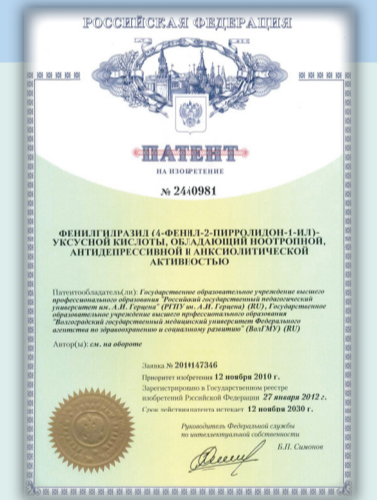 РОССИЙСКАЯ ФЕДЕРАЦИЯ
ПАТЕНТ
НА ИЗОБРЕТЕНИЕ
№ 2440981
ФЕНИЛГИДРАЗИД (4-ФЕНИЛ-2-ПИРРОЛИДОН-1-ИЛ)-
УКСУСНОЙ КИСЛОТЫ, ОБЛАДАЮЩИЙ НООТРОПНОЙ,
АНТИДЕПРЕССИВНОЙ И АНКСИОЛИТИЧЕСКОЙ
АКТИВНОСТЬЮ
Патентообладатель(ли): Государственное образовательное учреждение высшего
профессионального образования "Российский государственный педагогический
университет им. А.И. Герцена" (РГПУ им. А.И. Герцена) (RU), Государственное
образовательное учреждение высшего профессионального образования
"Волгоградский государственный медицинский университет Федерального
агентства по здравоохранению и социальному развитию" (ВолГМУ) (RU)
Автор(ы): см. на обороте
Заявка № 2010147346
Приоритет изобретения 12 ноября 2010 г.
Зарегистрировано в Государственном реестре
изобретений Российской Федерации 27 января 2012 г.
Срок действия патента истекает 12 ноября 2030 г.
Руководитель Федеральной службы
по интеллектуальной собственности
Б.П. Симонов